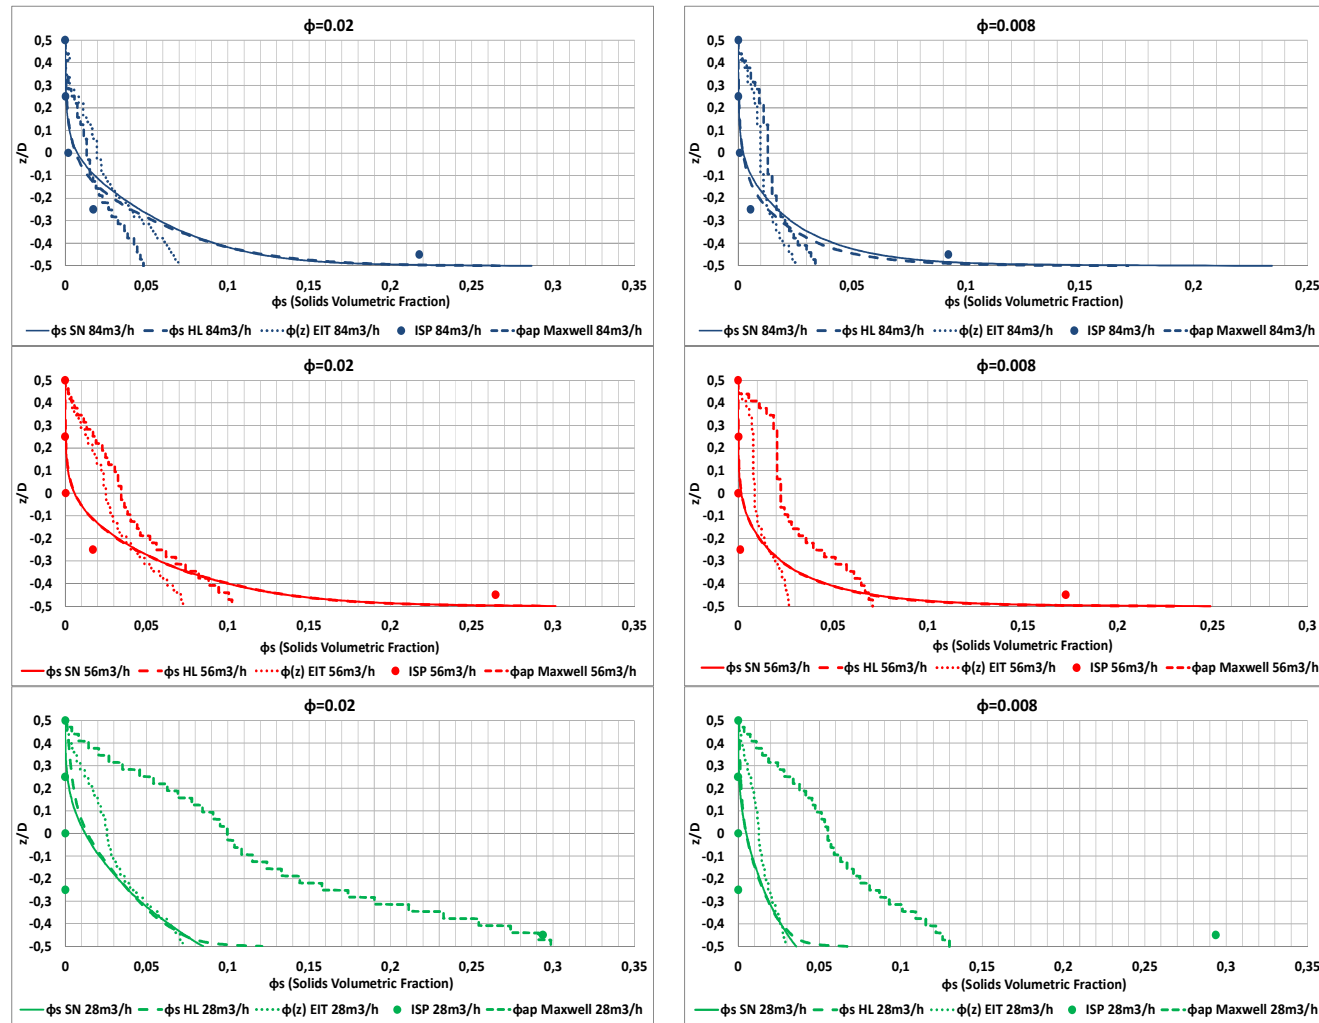 ϕ=0.02
0,5
0,4
0,3
0,2
0,1
0
-0,1
-0,2
-0,3
-0,4
-0,5
z/D
0 0,05 0,1 0,15 0,2 0,25 0,3 0,35
ϕs (Solids Volumetric Fraction)
ϕs SN 84m3/h ϕs HL 84m3/h ϕ(z) EIT 84m3/h ISP 84m3/h ϕap Maxwell 84m3/h
ϕ=0.008
0,5
0,4
0,3
0,2
0,1
0
-0,1
-0,2
-0,3
-0,4
-0,5
z/D
0 0,05 0,1 0,15 0,2 0,25
ϕs (Solids Volumetric Fraction)
ϕs SN 84m3/h ϕs HL 84m3/h ϕ(z) EIT 84m3/h ISP 84m3/h ϕap Maxwell 84m3/h
ϕ=0.02
0,5
0,4
0,3
0,2
0,1
0
-0,1
-0,2
-0,3
-0,4
-0,5
z/D
0 0,05 0,1 0,15 0,2 0,25 0,3 0,35
ϕs (Solids Volumetric Fraction)
ϕs SN 56m3/h ϕs HL 56m3/h ϕ(z) EIT 56m3/h ISP 56m3/h ϕap Maxwell 56m3/h
ϕ=0.008
0,5
0,4
0,3
0,2
0,1
0
-0,1
-0,2
-0,3
-0,4
-0,5
z/D
0 0,05 0,1 0,15 0,2 0,25 0,3
ϕs (Solids Volumetric Fraction)
ϕs SN 56m3/h ϕs HL 56m3/h ϕ(z) EIT 56m3/h ISP 56m3/h ϕap Maxwell 56m3/h
ϕ=0.02
0,5
0,4
0,3
0,2
0,1
0
-0,1
-0,2
-0,3
-0,4
-0,5
z/D
0 0,05 0,1 0,15 0,2 0,25 0,3 0,35
ϕs (Solids Volumetric Fraction)
ϕs SN 28m3/h ϕs HL 28m3/h ϕ(z) EIT 28m3/h ISP 28m3/h ϕap Maxwell 28m3/h
ϕ=0.008
0,5
0,4
0,3
0,2
0,1
0
-0,1
-0,2
-0,3
-0,4
-0,5
z/D
0 0,05 0,1 0,15 0,2 0,25 0,3 0,35
ϕs (Solids Volumetric Fraction)
ϕs SN 28m3/h ϕs HL 28m3/h ϕ(z) EIT 28m3/h ISP 28m3/h ϕap Maxwell 28m3/h